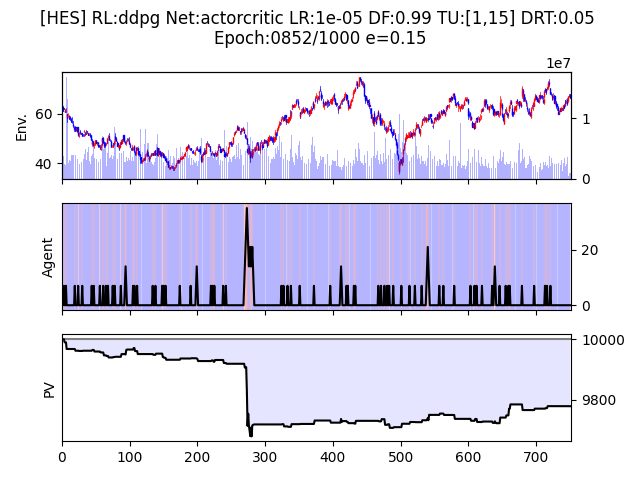 [HES] RL:ddpg Net:actorcritic LR:1e-05 DF:0.99 TU:[1,15] DRT:0.05
Epoch:0852/1000 e=0.15
1e7
Env.
60
40
1
0
Agent
20
0
PV
10000
9800
0 100 200 300 400 500 600 700